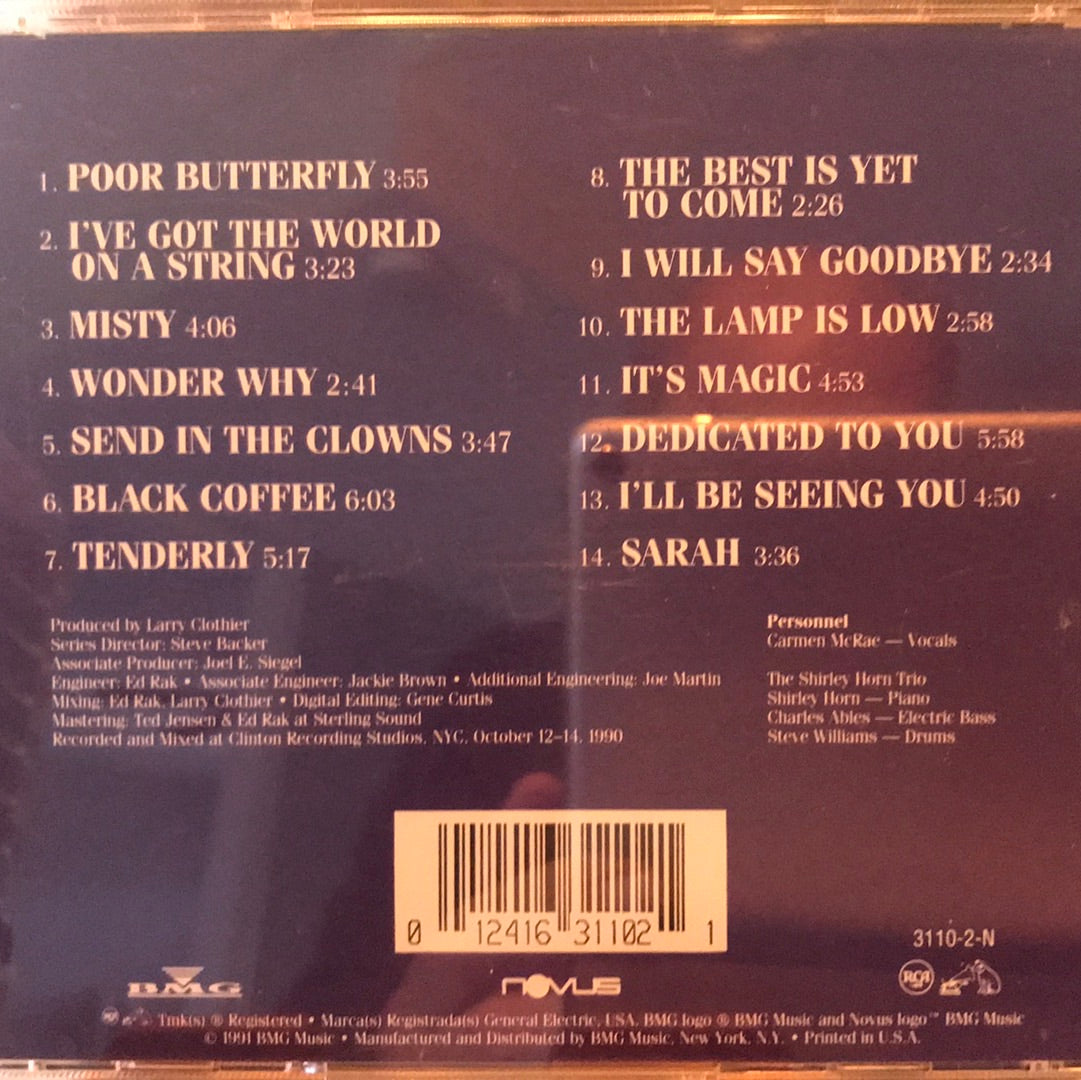 1. POOR BUTTERFLY 3:55
2. I'VE GOT THE WORLD
ON A STRING 3:23
3. MISTY 4:06
4. WONDER WHY 2:41
5. SEND IN THE CLOWNS 3:47
6. BLACK COFFEE 6:03
7. TENDERLY 5:17
8. THE BEST IS YET
TO COME 2:26
9. I WILL SAY GOODBYE 2:34
10. THE LAMP IS LOW 2:58
11. IT'S MAGIC 4:53
12. DEDICATED TO YOU 5:58
13. I'LL BE SEEING YOU 4:50
14. SARAH 3:36
Produced by Larry Clothier
Series Director: Steve Backer
Associate Producer: Joel E. Siegel
Engineer: Ed Rak • Associate Engineer: Jackie Brown • Additional Engineering: Joe Martin
Mixing: Ed Rak, Larry Clothier • Digital Editing: Gene Curtis
Mastering: Ted Jensen & Ed Rak at Sterling Sound
Recorded and Mixed at Clinton Recording Studios, NYC, October 12–14, 1990
Personnel
Carmen McRae — Vocals
The Shirley Horn Trio
Shirley Horn — Piano
Charles Ables — Electric Bass
Steve Williams — Drums
0 12416 31102 1
3110-2-N
BMG
NOVUS
RCA
Tmk(s) ® Registered • Marca(s) Registrada(s) General Electric, USA. BMG logo ® BMG Music and Novus logo™ BMG Music
© 1991 BMG Music • Manufactured and Distributed by BMG Music, New York, N.Y. • Printed in U.S.A.